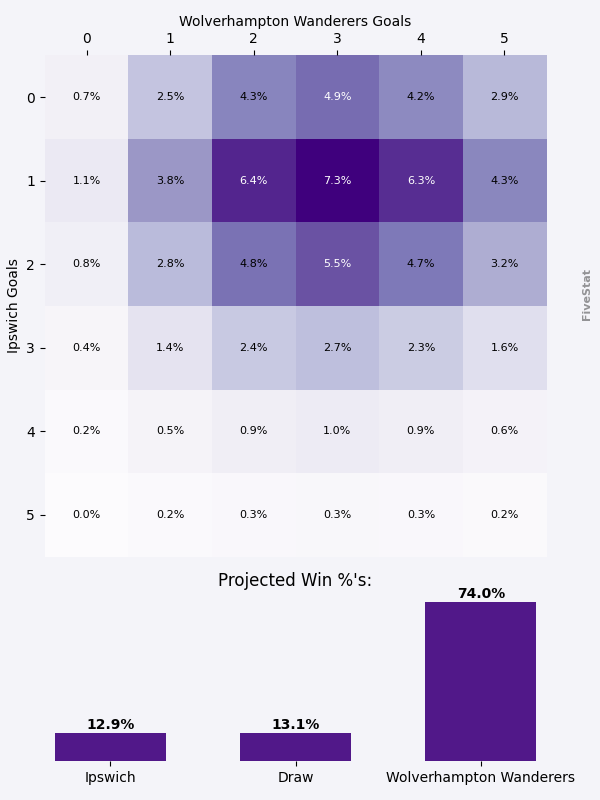 Wolverhampton Wanderers Goals
0 1 2 3 4 5
0 0.7% 2.5% 4.3% 4.9% 4.2% 2.9%
1 1.1% 3.8% 6.4% 7.3% 6.3% 4.3%
2 0.8% 2.8% 4.8% 5.5% 4.7% 3.2%
3 0.4% 1.4% 2.4% 2.7% 2.3% 1.6%
4 0.2% 0.5% 0.9% 1.0% 0.9% 0.6%
5 0.0% 0.2% 0.3% 0.3% 0.3% 0.2%
Ipswich Goals
FiveStat
Projected Win %'s:
12.9% 13.1% 74.0%
Ipswich Draw Wolverhampton Wanderers